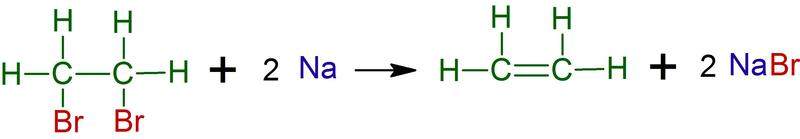 H H
H C C H + 2 Na → H C = C H + 2 NaBr
Br Br
H H